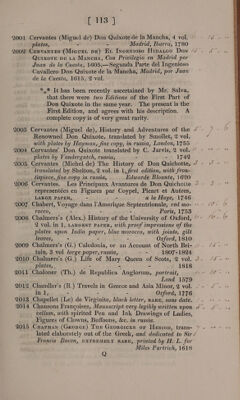 [ 113 ]
2001 Cervantes (Miguel de) Don Quixote de la Mancha, 4 vol.
plates, Madrid, Ibarra, 1780
2002 CERVANTES (MIGUEL DE) EL INGENIOSO HIDALGO DON
QUIXOTE DE LA MANCHA, Con Privilegio en Madrid por
Juan de la Cuesta, 1605.—Segunda Parte del Ingenioso
Cavallero Don Quixote de la Mancha, Madrid, por Juan
de la Cuesta, 1615, 2 vol.
*** It has been recently ascertained by Mr. Salva,
that there were two Editions of the First Part of
Don Quixote in the same year. The present is the
First Edition, and agrees with his description. A
complete copy is of very great rarity.
2003 Cervantes (Miguel de), History and Adventures of the
Renowned Don Quixote, translated by Smollet, 2 vol.
with plates by Hayman, fine copy, in russia, London, 1755
2004 Cervantes' Don Quixote translated by C. Jarvis, 2 vol.
plates by Vandergutch, russia, 1742
2005 Cervantes (Michel de) The History of Don Quichotte,
translated by Shelton, 2 vol. in 1, first edition, with fron-
tispiece, fine copy in russia, Edwarde Blounte, 1620
2006 Cervantes. Les Principaux Avantures de Don Quichotte
representées en Figures par Coypel, Picart et Autres,
LARGE PAPER, a la Haye, 1746
2007 Chabert, Voyage dans l'Amerique Septentrionale, red mo-
rocco, Paris, 1753
2008 Chalmers's (Alex.) History of the University of Oxford,
2 vol. in 1, LARGEST PAPER, with proof impressions of the
plates upon India paper, blue morocco, with joints, gilt
leaves, Oxford, 1810
2009 Chalmers's (G.) Caledonia, or an Account of North Bri-
tain, 3 vol large paper, russia, 1807-1824
2010 Chalmers's (G.) Life of Mary Queen of Scots, 2 vol.
plates, 1818
2011 Chaloner (Th.) de Republica Anglorum, portrait,
Lond 1579
2012 Chandler's (R.) Travels in Greece and Asia Minor, 2 vol.
in 1, Oxford, 1776
2013 Chapellet (Le) de Virginite, black letter, RARE, sans date.
2014 Chansons Françoises, Manuscript very legibly written upon
vellum, with spirited Pen and Ink Drawings of Ladies,
Figures of Clowns, Buffoons, &c. in russia
2015 CHAPMAN (GEORGE) THE GEORGICKS OF HESIOD, trans-
lated elaborately out of the Greek, and dedicated to Sir
Francis Bacon, EXTREMELY RARE, printed by H. L. for
Miles Partrich, 1618
Q